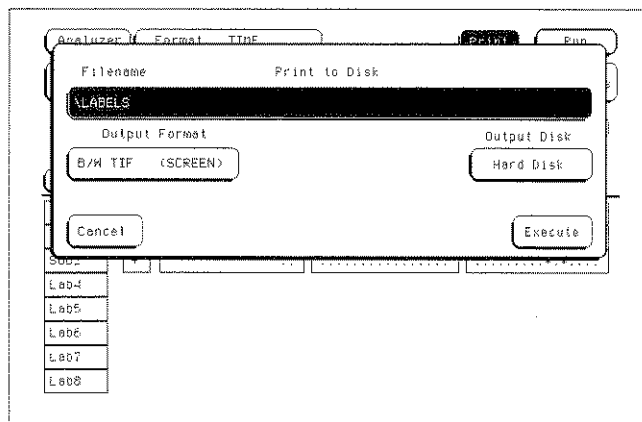 Analyzer Format TIME Print Run
Filename Print to Disk
\LABELS
Output Format Output Disk
B/W TIF (SCREEN) Hard Disk
Cancel Execute
Lab4
Lab5
Lab6
Lab7
Lab8